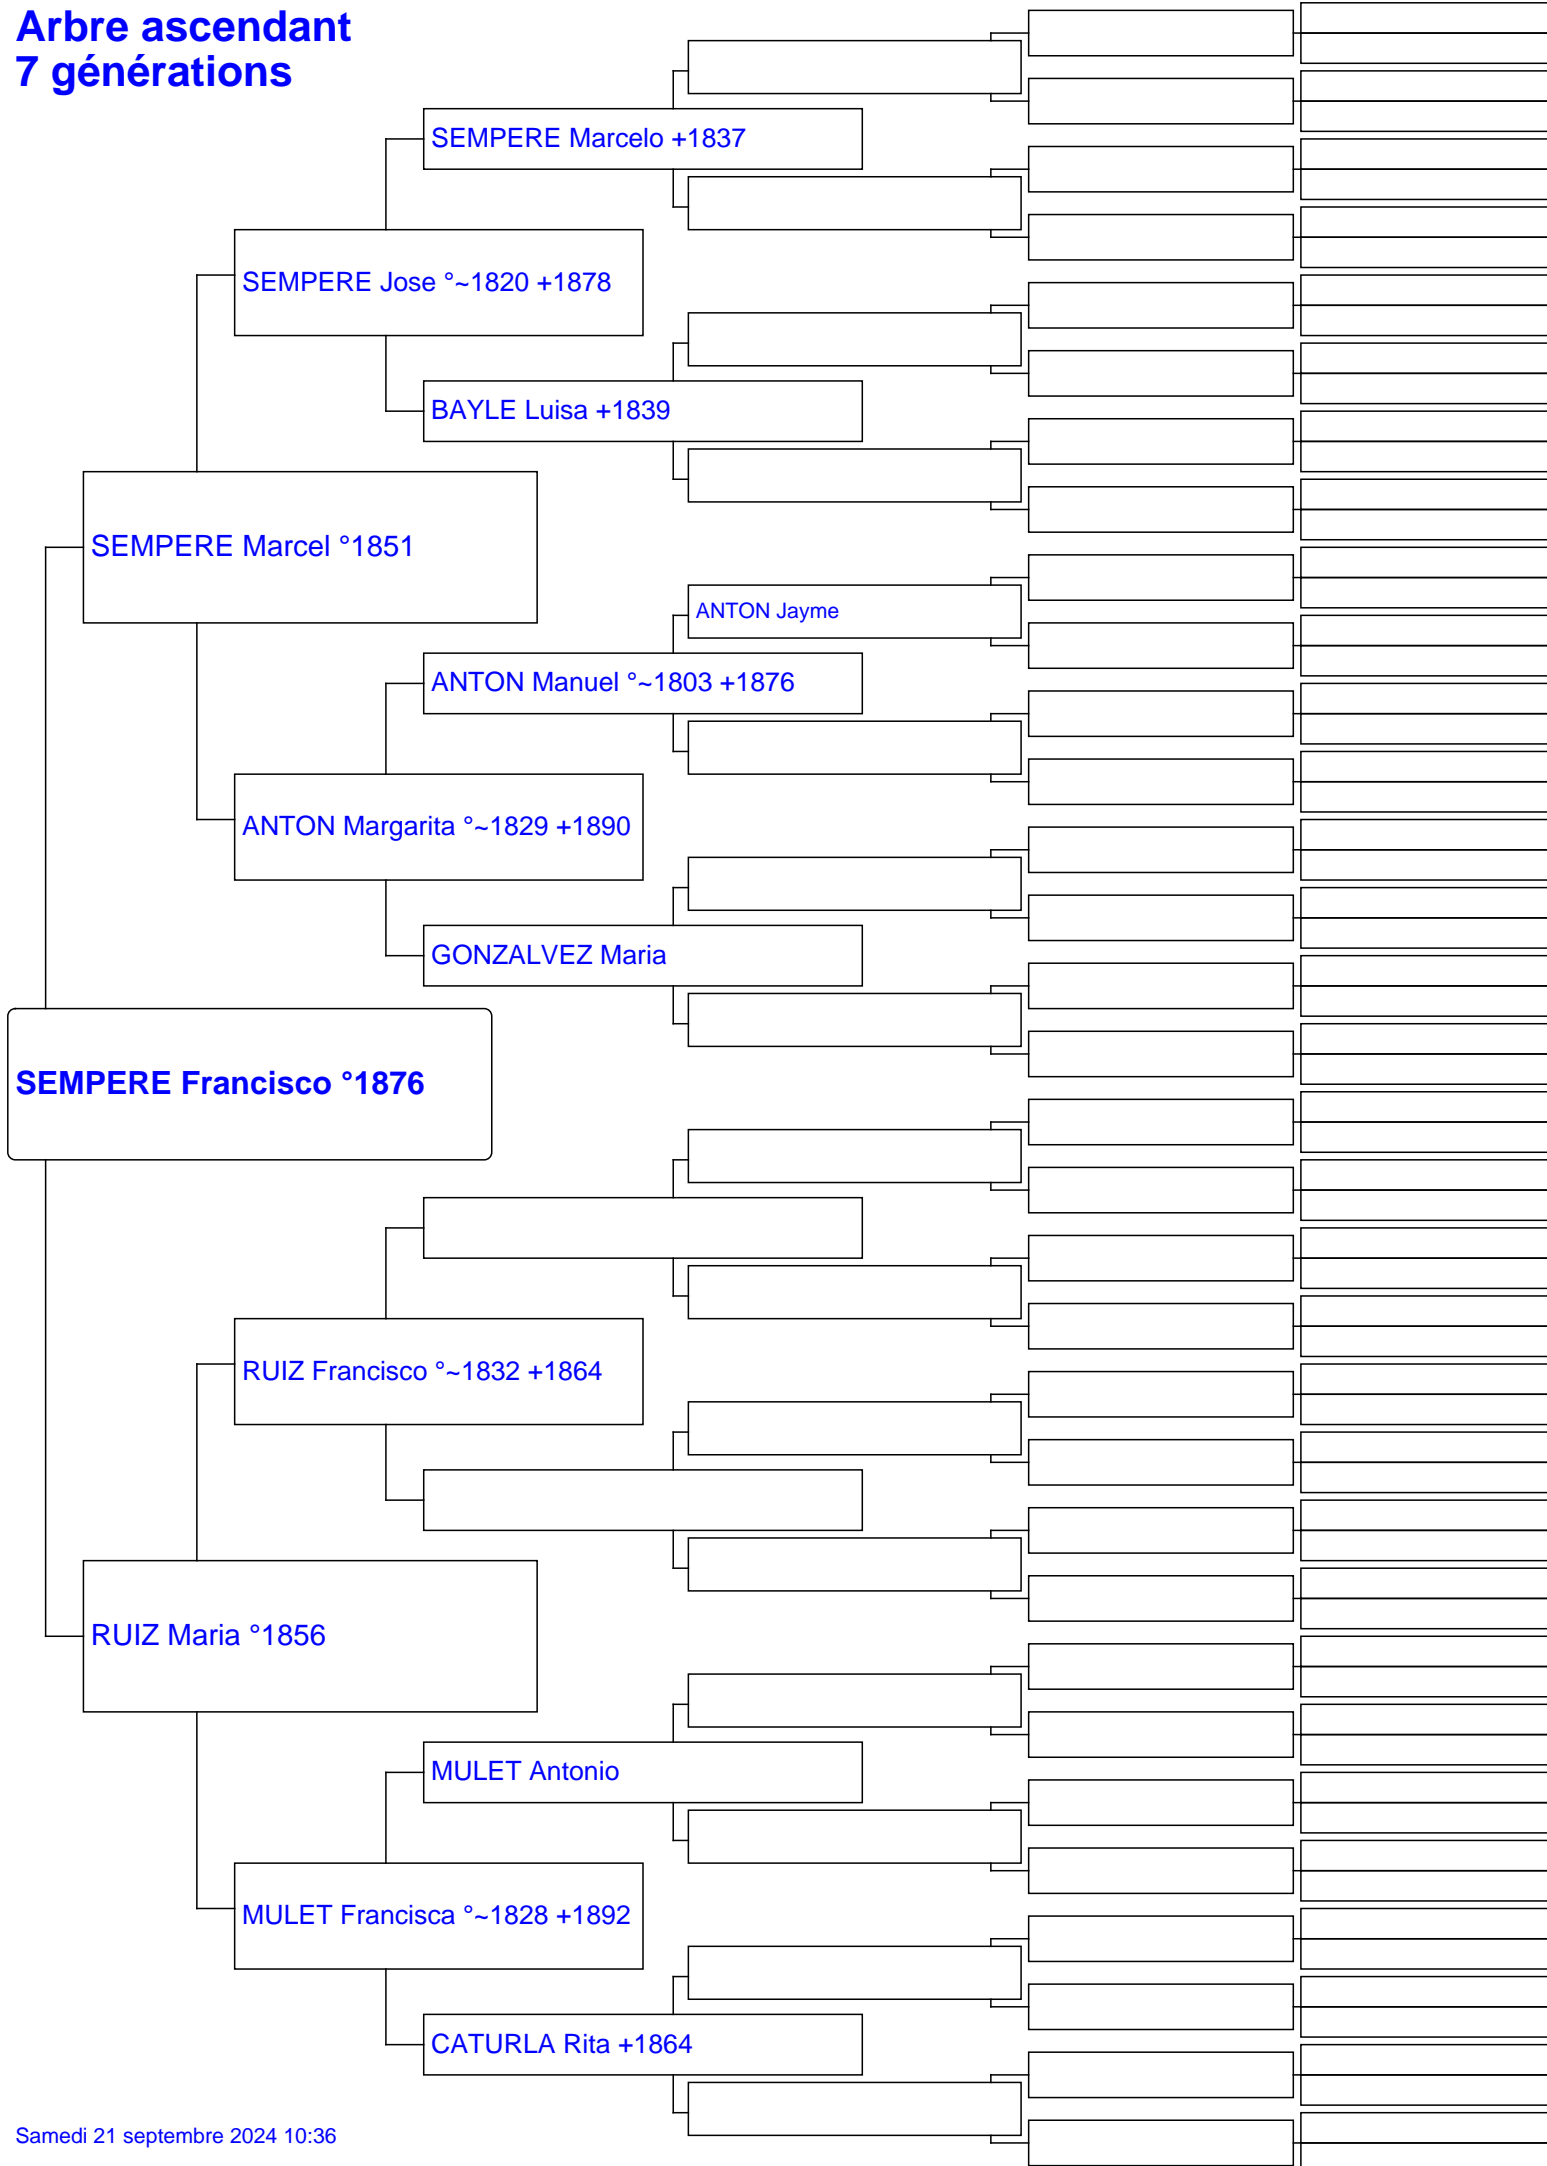 Arbre ascendant
7 générations
SEMPERE Marcelo +1837
SEMPERE Jose °~1820 +1878
BAYLE Luisa +1839
SEMPERE Marcel °1851
ANTON Jayme
ANTON Manuel °~1803 +1876
ANTON Margarita °~1829 +1890
GONZALVEZ Maria
SEMPERE Francisco °1876
RUIZ Francisco °~1832 +1864
RUIZ Maria °1856
MULET Antonio
MULET Francisca °~1828 +1892
CATURLA Rita +1864
Samedi 21 septembre 2024 10:36